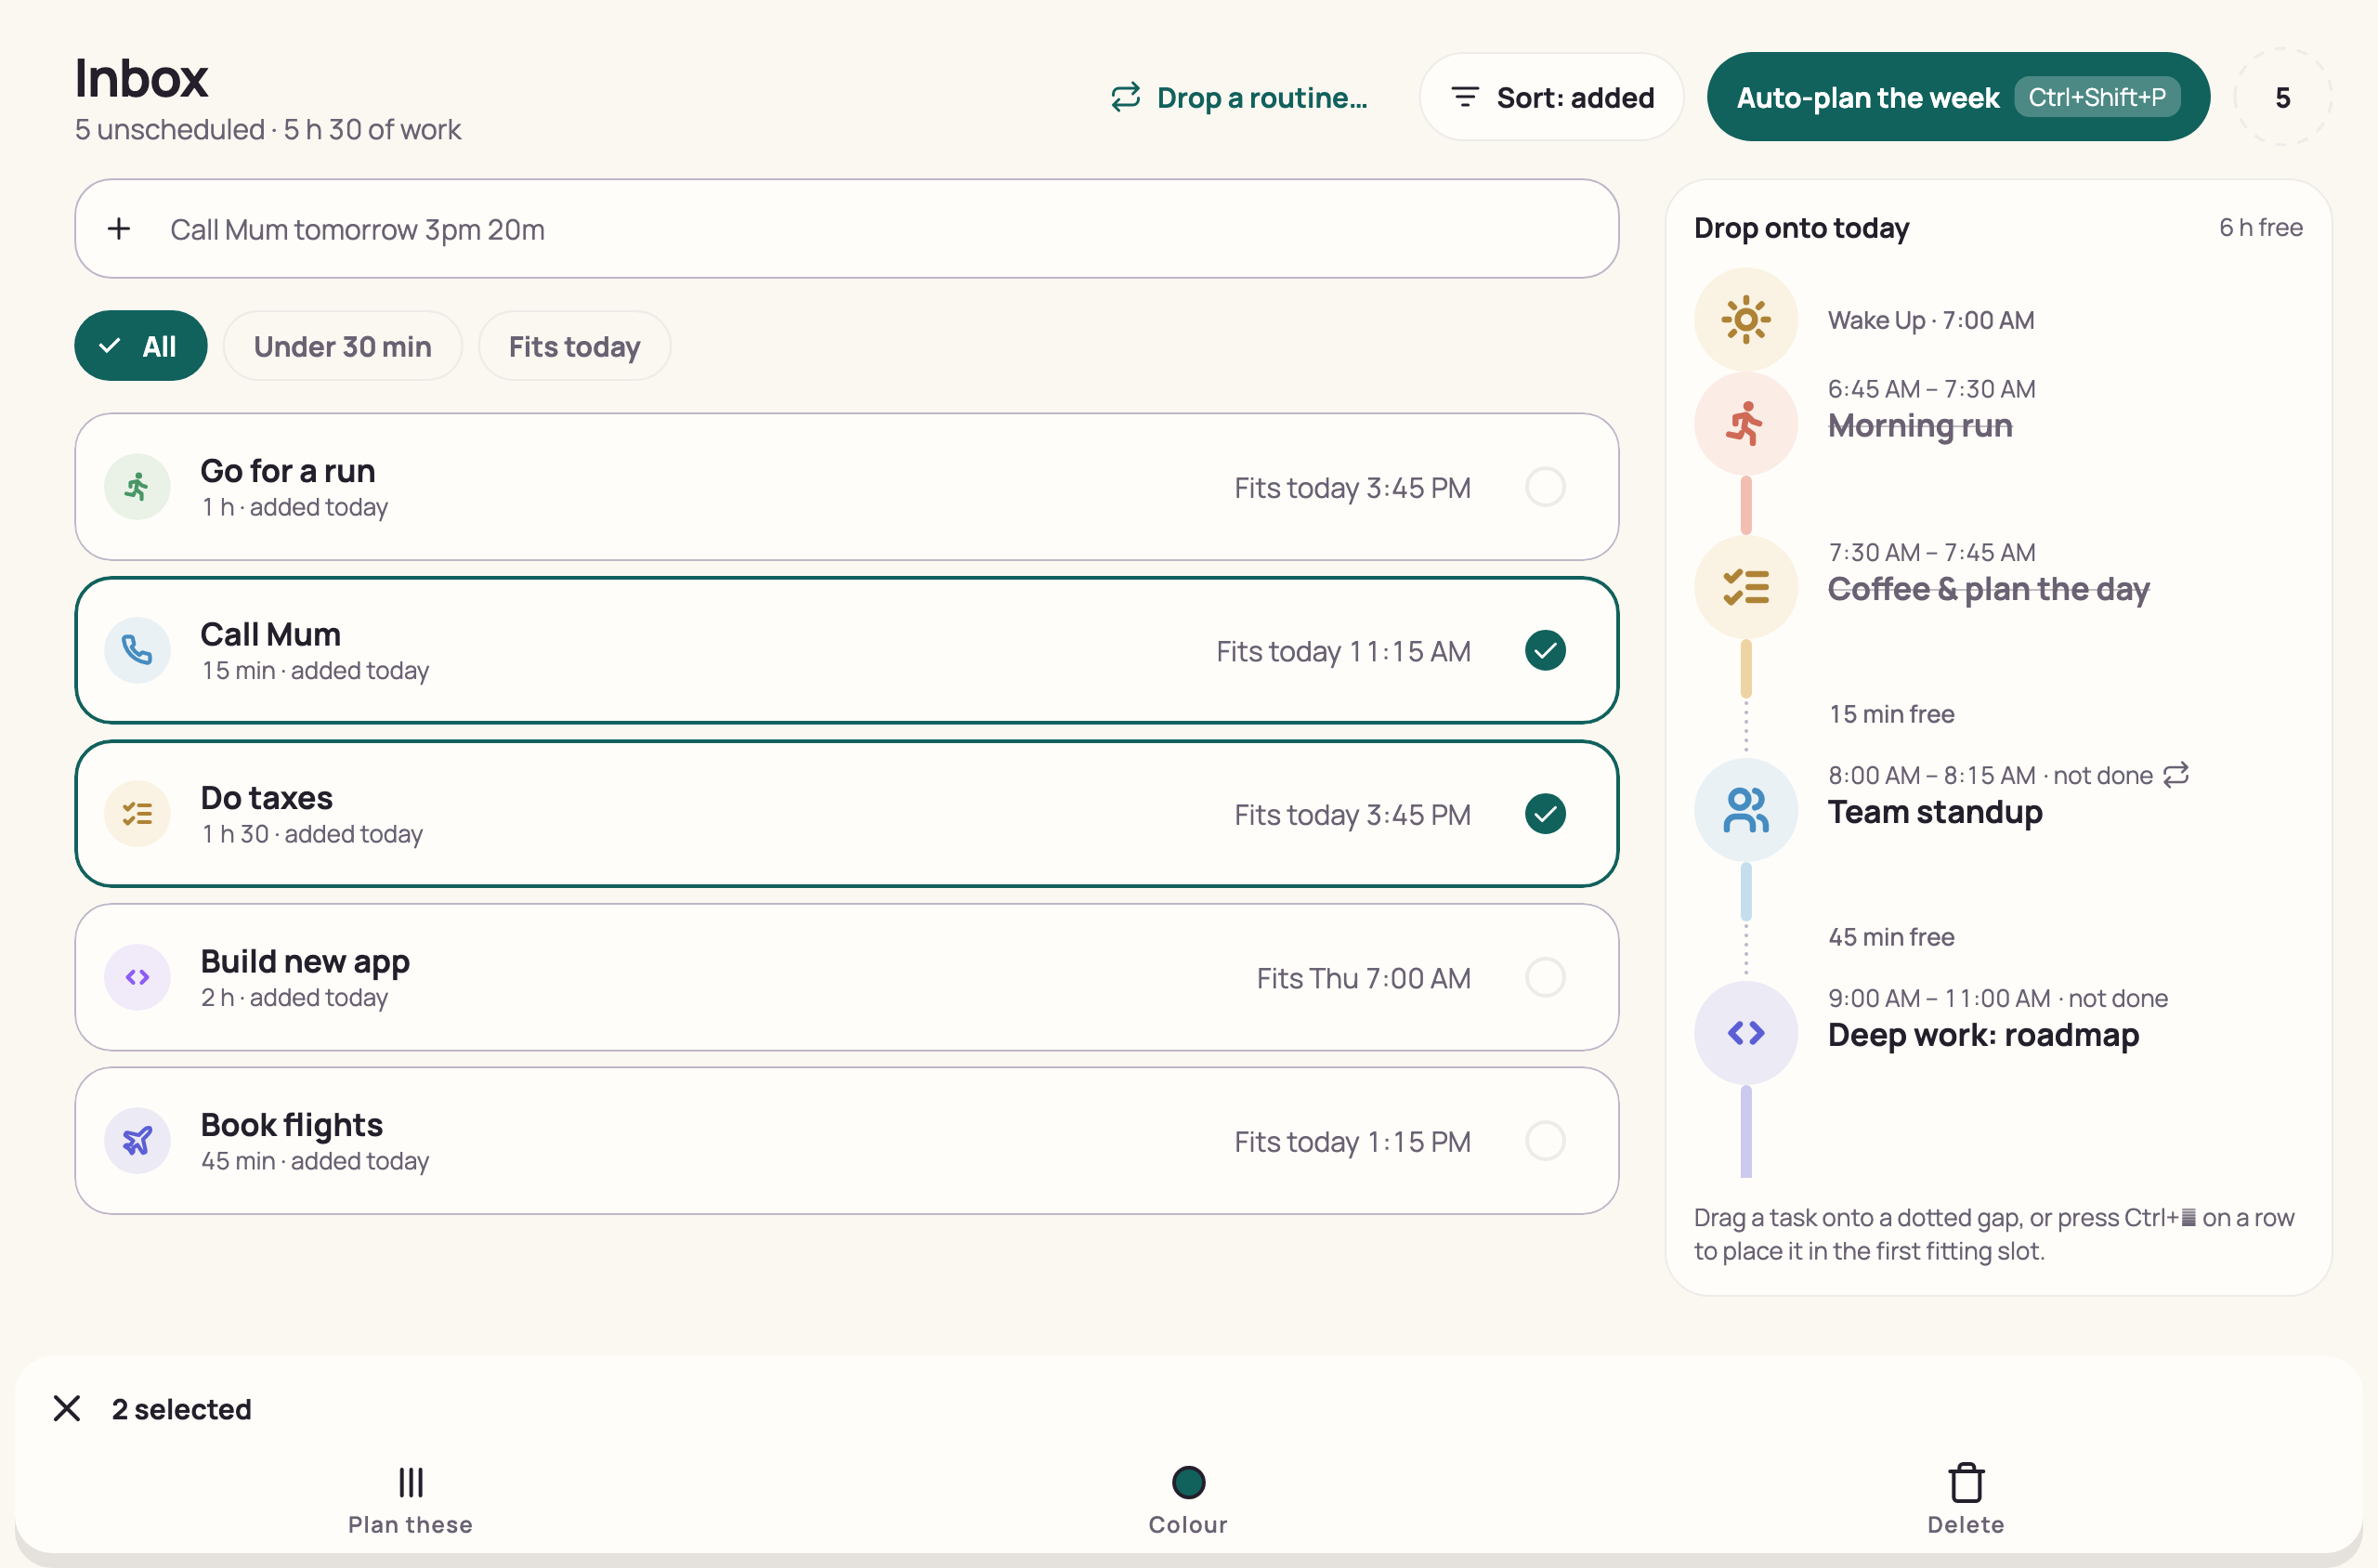 Inbox
5 unscheduled · 5 h 30 of work
Drop a routine...
Sort: added
Auto-plan the week Ctrl+Shift+P
5
Call Mum tomorrow 3pm 20m
All
Under 30 min
Fits today
Go for a run
1 h · added today
Fits today 3:45 PM
Call Mum
15 min · added today
Fits today 11:15 AM
Do taxes
1 h 30 · added today
Fits today 3:45 PM
Build new app
2 h · added today
Fits Thu 7:00 AM
Book flights
45 min · added today
Fits today 1:15 PM
Drop onto today
6 h free
Wake Up · 7:00 AM
6:45 AM – 7:30 AM
Morning run
7:30 AM – 7:45 AM
Coffee & plan the day
15 min free
8:00 AM – 8:15 AM · not done
Team standup
45 min free
9:00 AM – 11:00 AM · not done
Deep work: roadmap
Drag a task onto a dotted gap, or press Ctrl+ on a row
to place it in the first fitting slot.
2 selected
Plan these
Colour
Delete